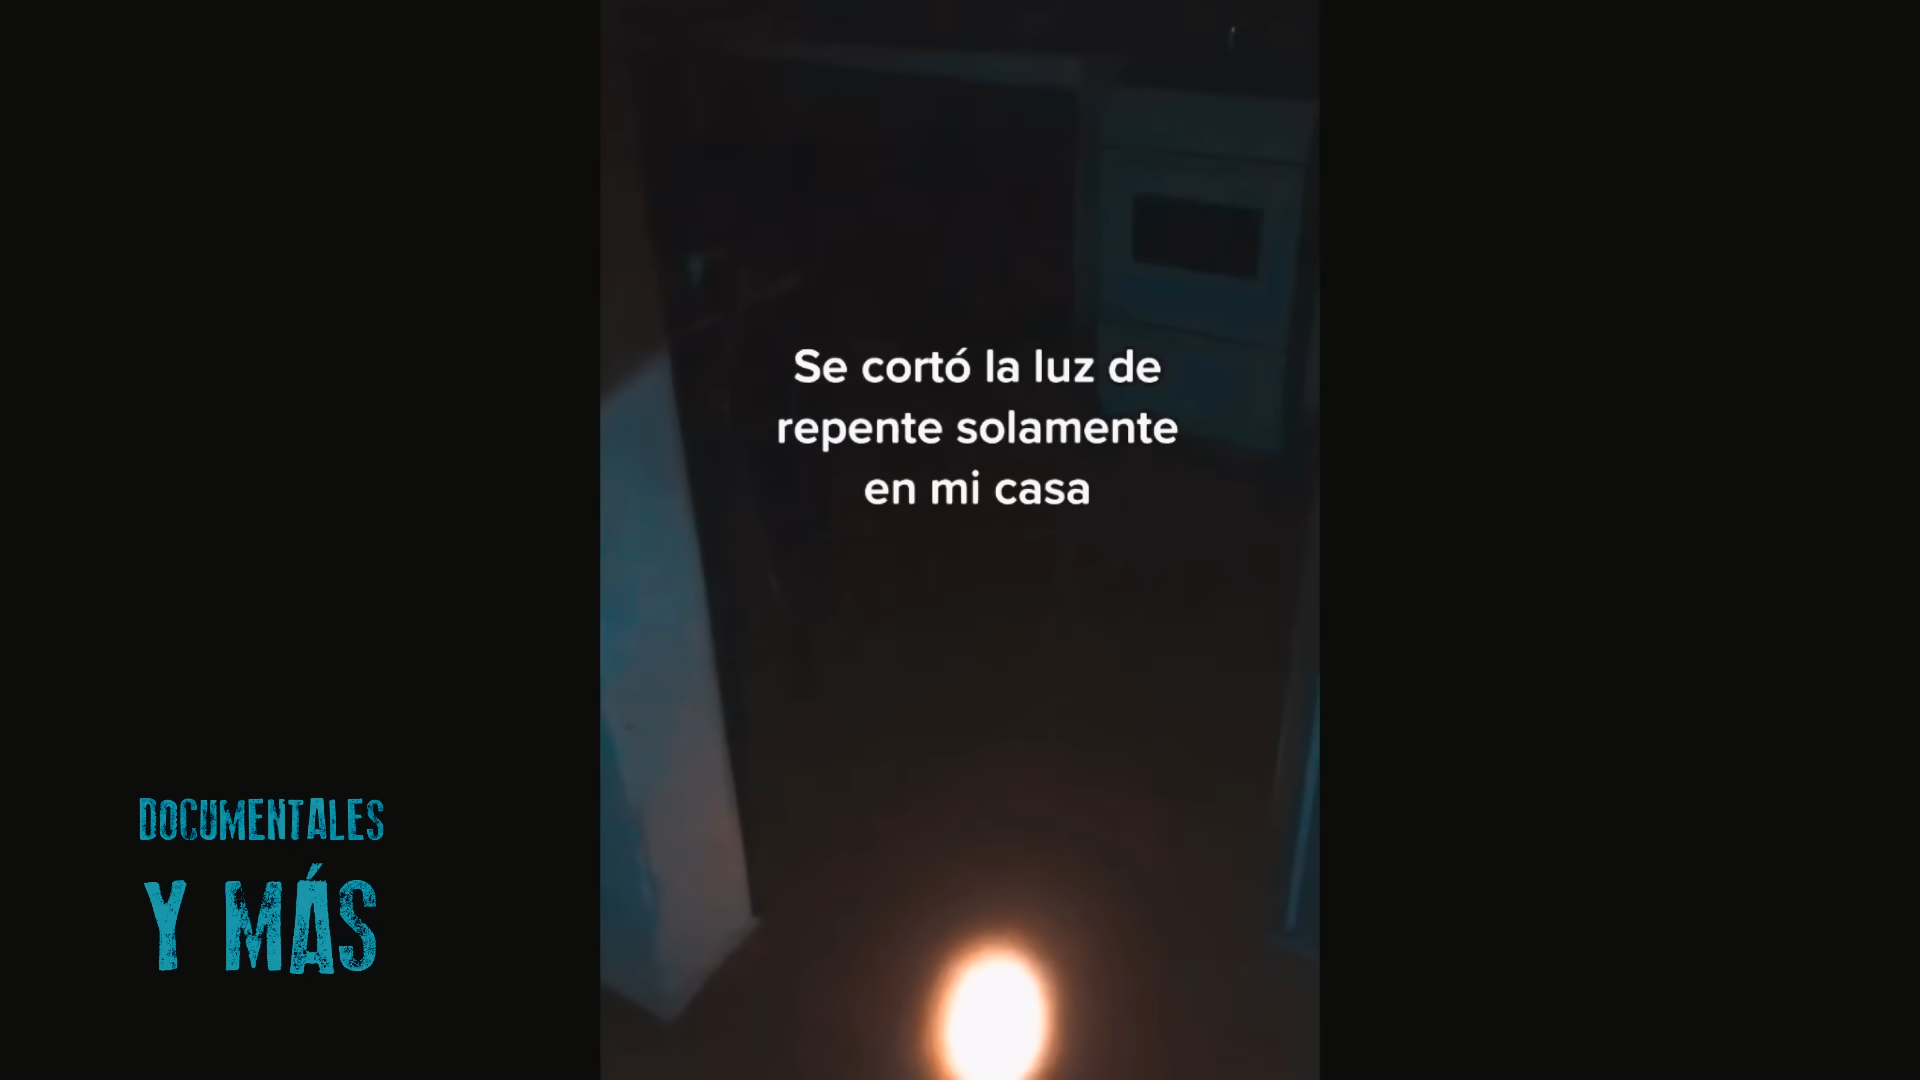 Se cortó la luz de
repente solamente
en mi casa
DOCUMENTALES
Y MÁS